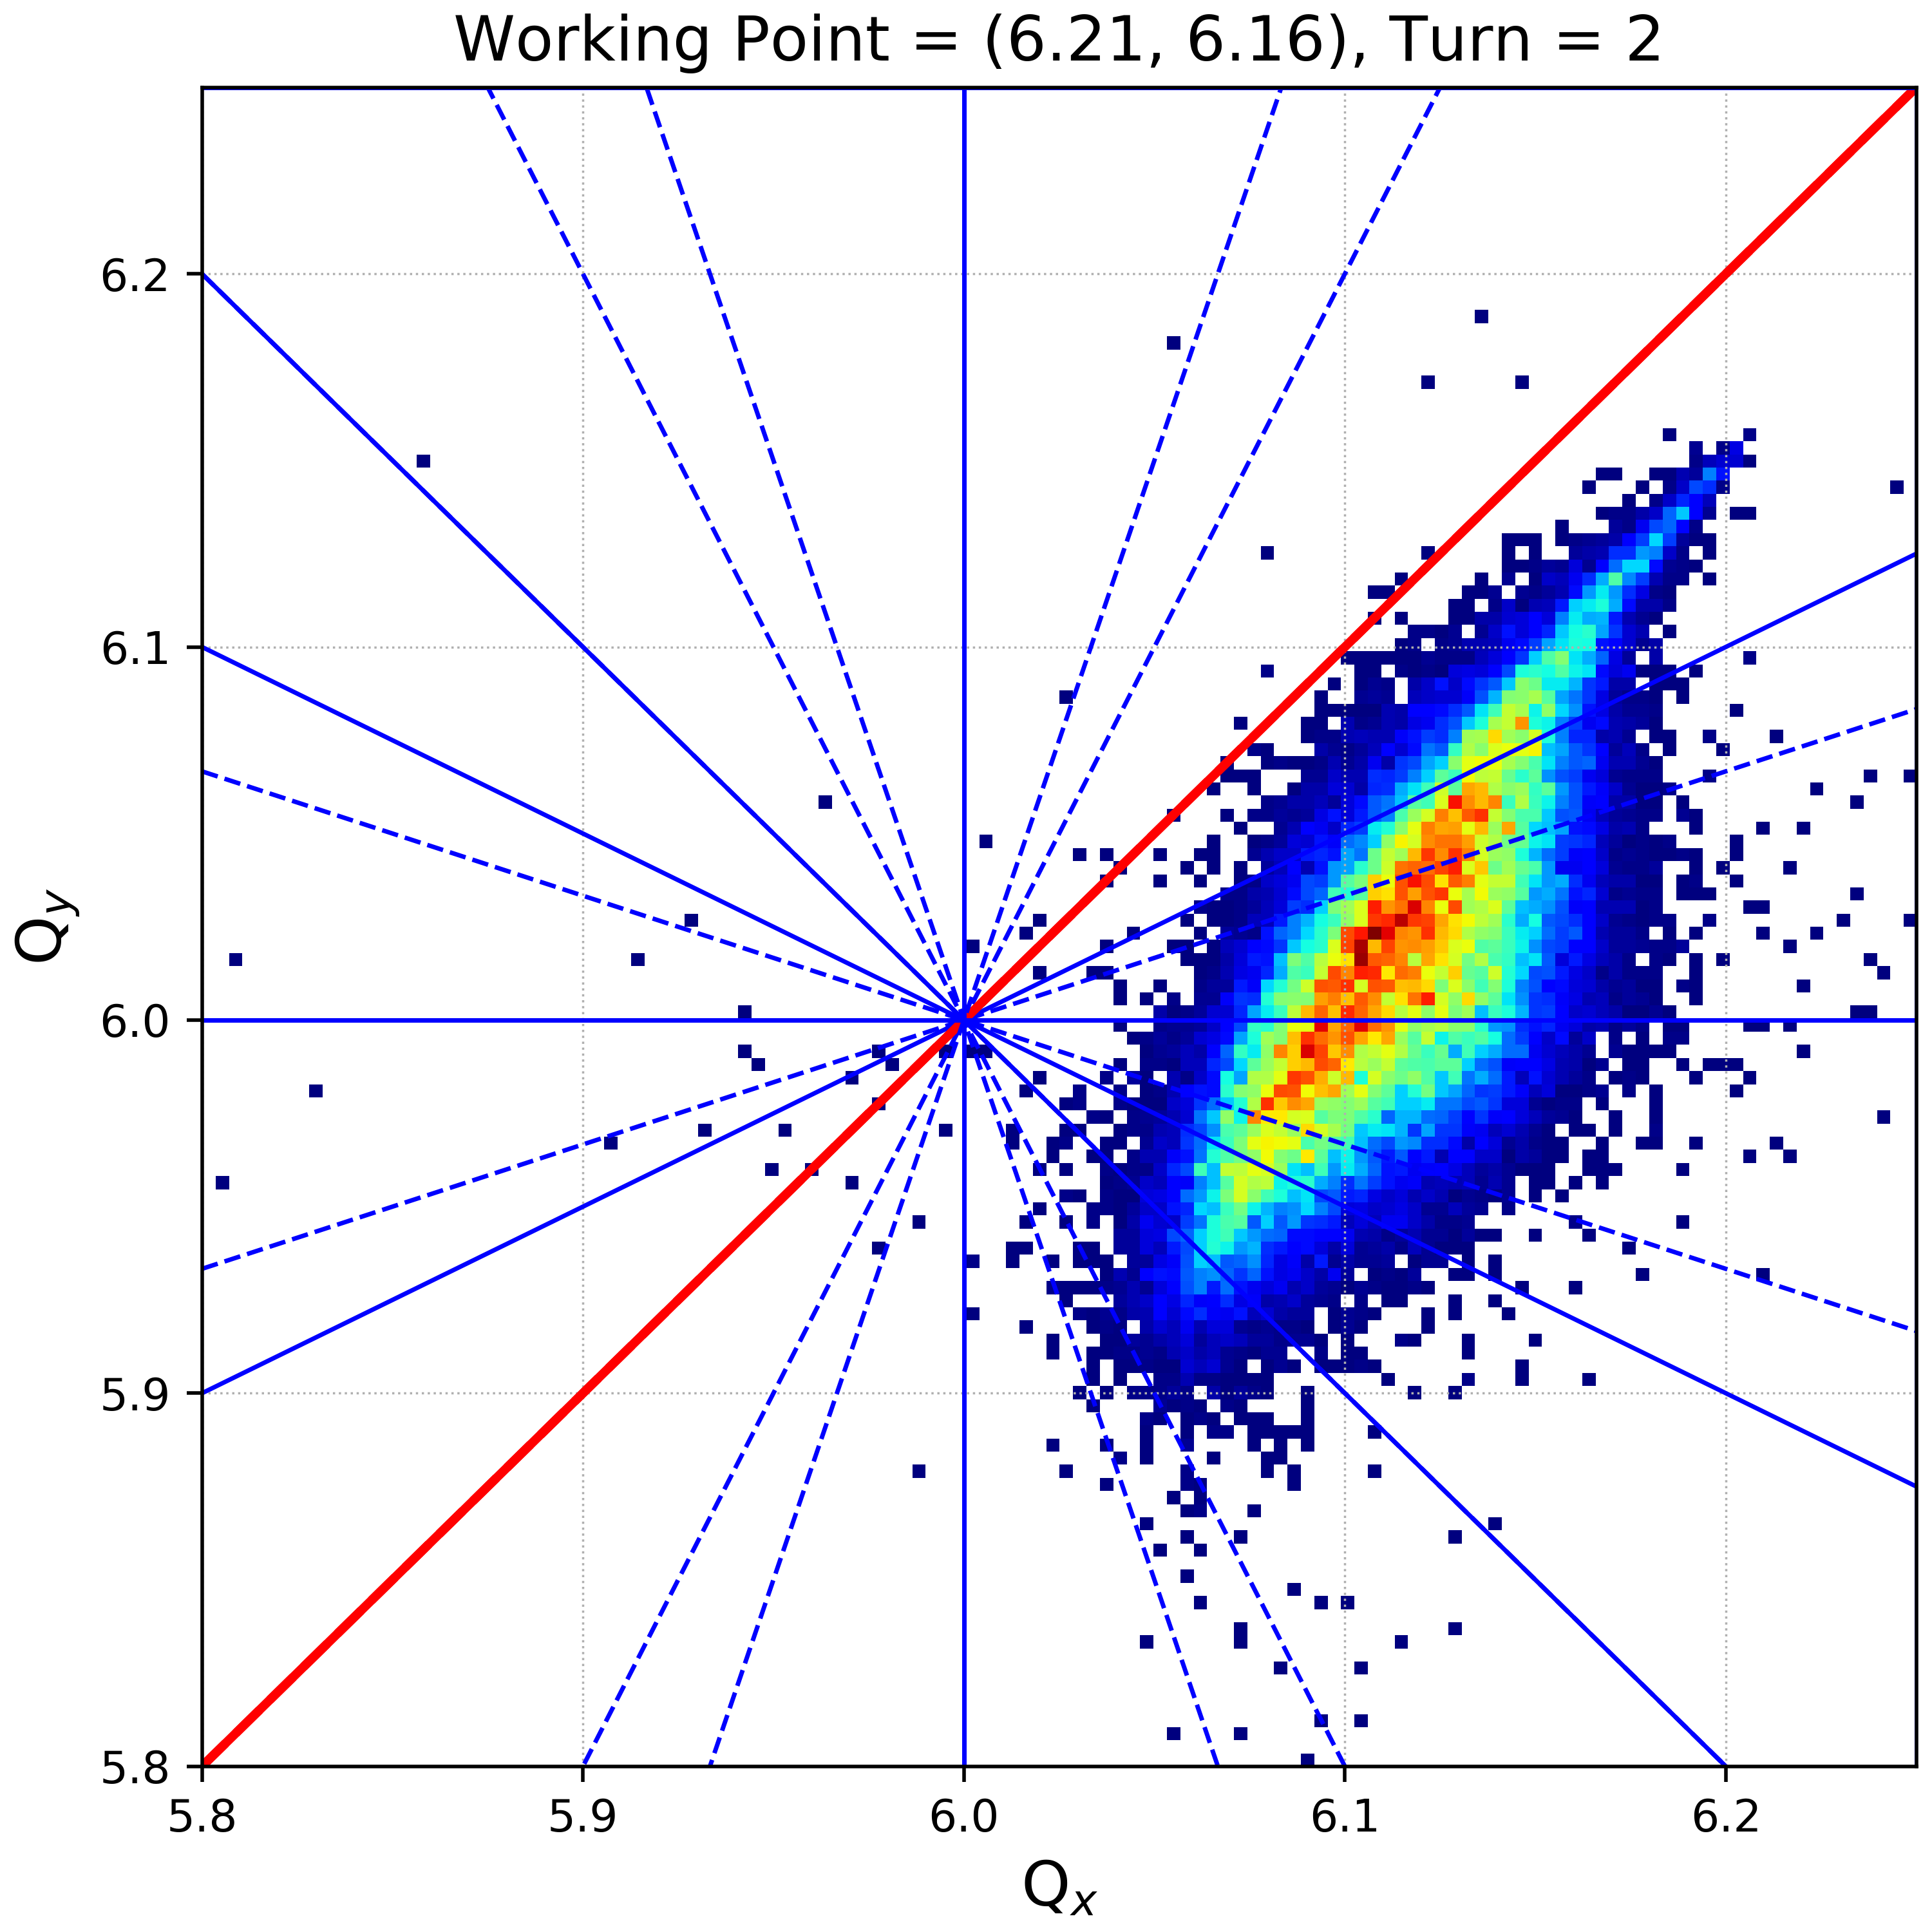 Working Point = (6.21, 6.16), Turn = 2
6.2
6.1
6.0
5.9
5.8
Qy
5.8 5.9 6.0 6.1 6.2
Qx